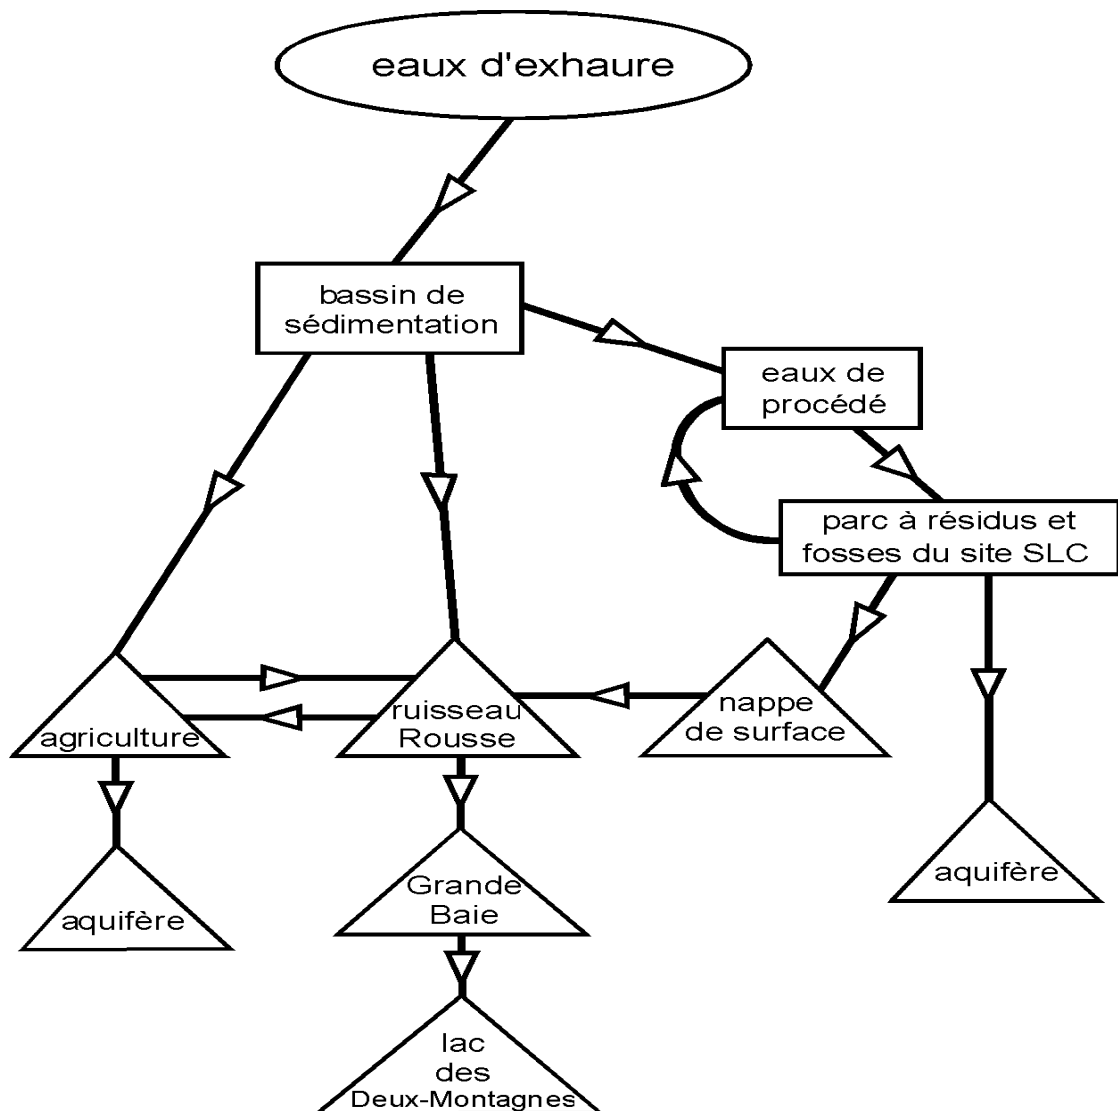 eaux d'exhaure
bassin de
sédimentation
eaux de
procédé
parc à résidus et
fosses du site SLC
agriculture
ruisseau
Rousse
nappe
de surface
aquifère
Grande
Baie
aquifère
lac
des
Deux-Montagnes